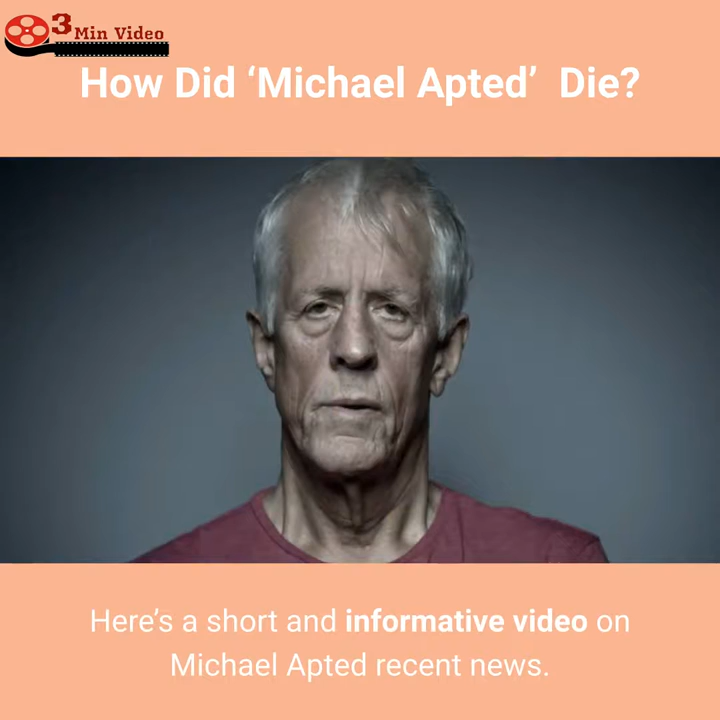 3 Min Video
How Did ‘Michael Apted’ Die?
Here’s a short and informative video on
Michael Apted recent news.